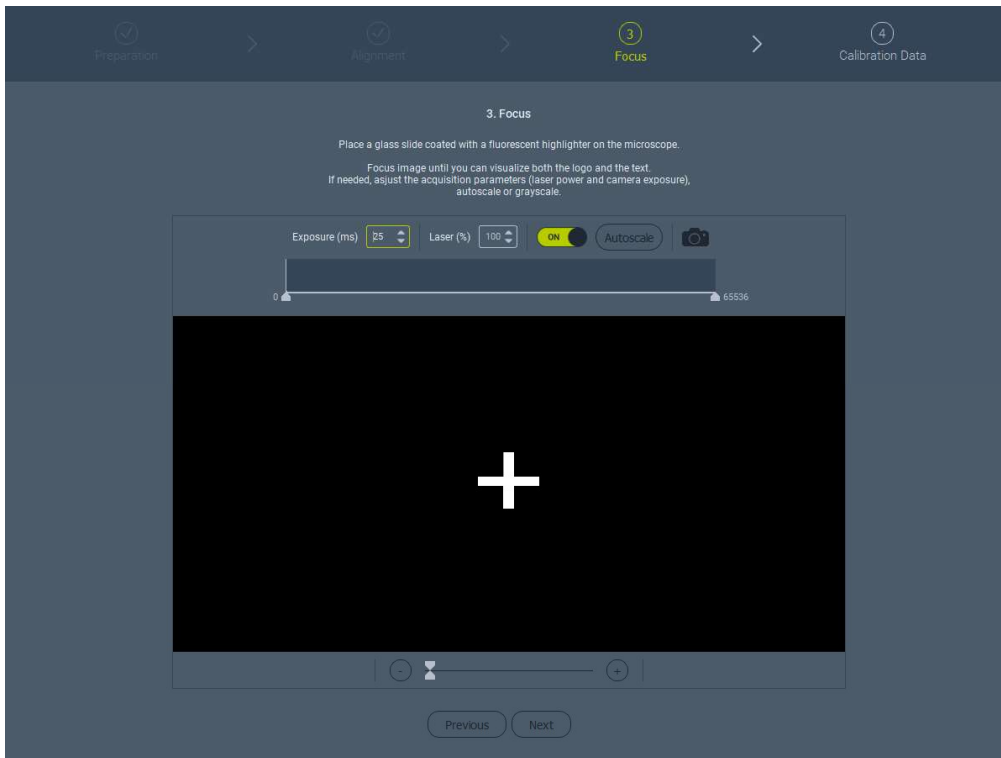 Preparation
Alignment
3
Focus
4
Calibration Data
3. Focus
Place a glass slide coated with a fluorescent highlighter on the microscope.
Focus image until you can visualize both the logo and the text.
If needed, asjust the acquisition parameters (laser power and camera exposure),
autoscale or grayscale.
Exposure (ms) 25 Laser (%) 100 ON Autoscale
0 65536
- +
Previous Next